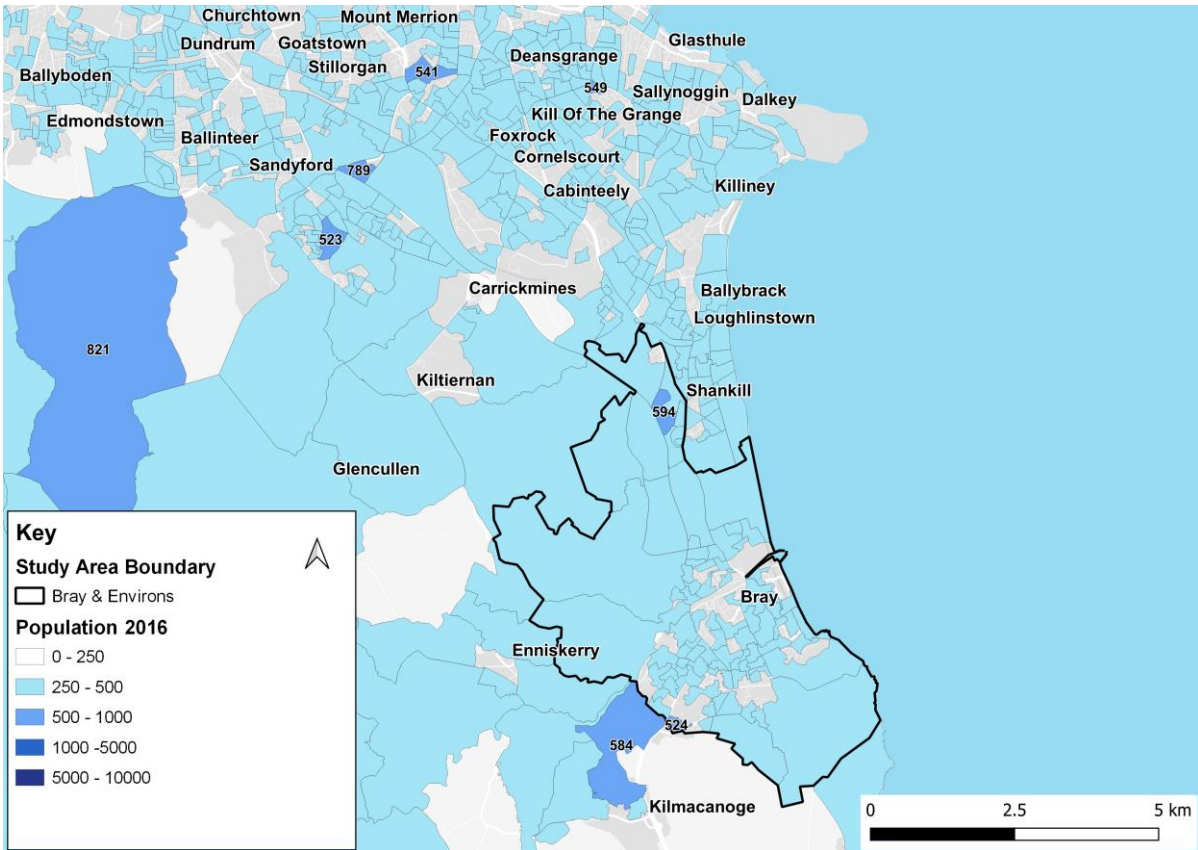 Churchtown
Mount Merrion
Dundrum
Goatstown
Glasthule
Stillorgan
Deansgrange
Ballyboden
541
549
Sallynoggin
Dalkey
Edmondstown
Kill Of The Grange
Ballinteer
Foxrock
Sandyford
Cornelscourt
789
Cabinteely
Killiney
523
Carrickmines
Ballybrack
Loughlinstown
821
Kiltiernan
Shankill
594
Glencullen
Bray
Enniskerry
524
584
Kilmacanoge
Key
Study Area Boundary
Bray & Environs
Population 2016
0 - 250
250 - 500
500 - 1000
1000 -5000
5000 - 10000
0 2.5 5 km